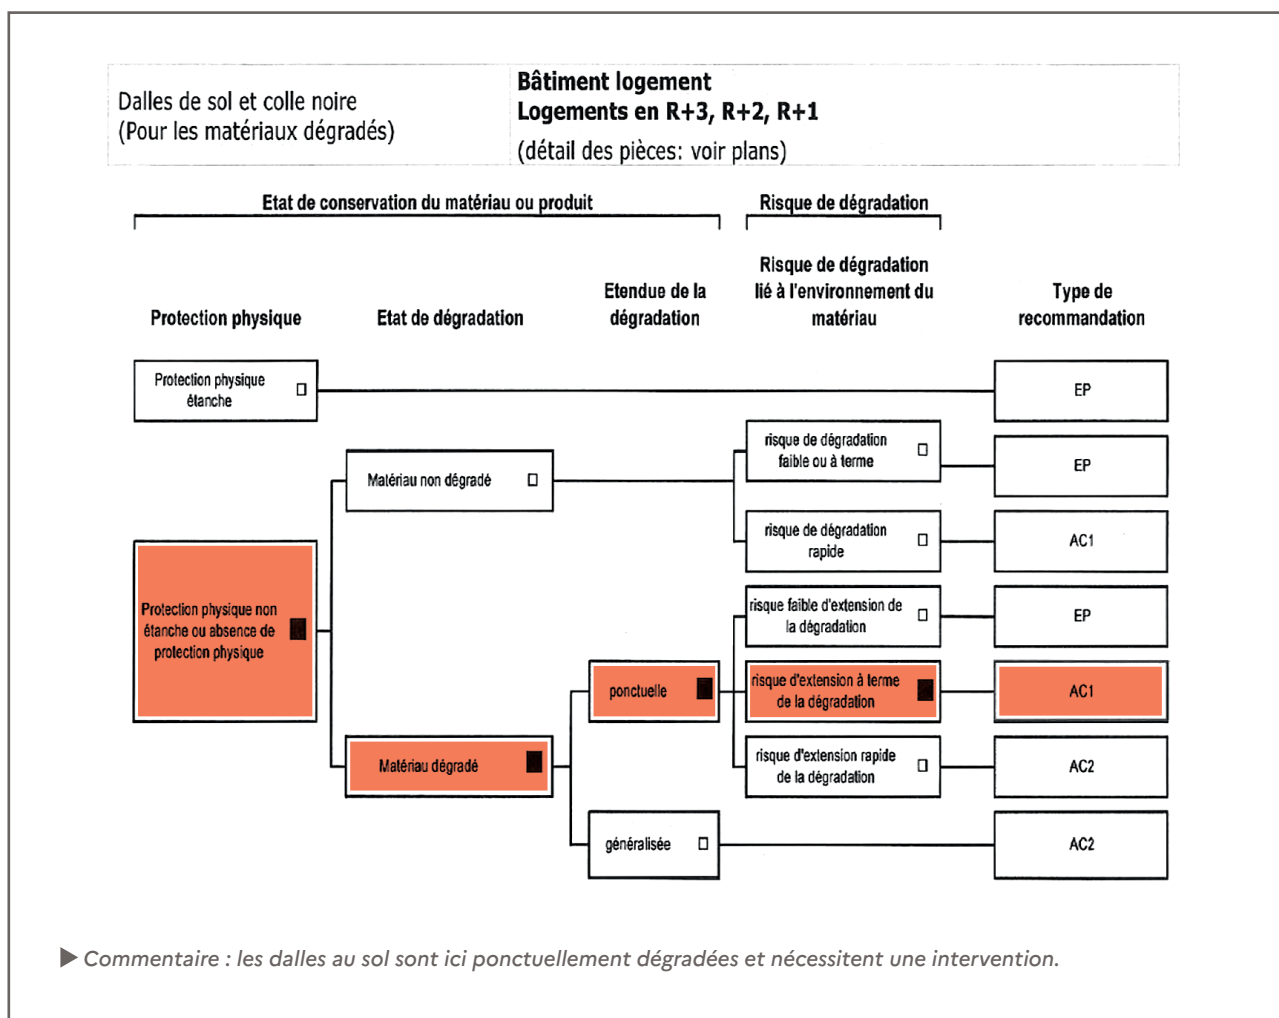 Dalles de sol et colle noire
(Pour les matériaux dégradés)
Bâtiment logement
Logements en R+3, R+2, R+1
(détail des pièces: voir plans)
Etat de conservation du matériau ou produit
Risque de dégradation
Protection physique
Etat de dégradation
Etendue de la
dégradation
Risque de dégradation
lié à l'environnement du
matériau
Type de
recommandation
Protection physique
étanche
EP
Matériau non dégradé
risque de dégradation
faible ou à terme
EP
risque de dégradation
rapide
AC1
Protection physique non
étanche ou absence de
protection physique
risque faible d'extension de
la dégradation
EP
ponctuelle
risque d'extension à terme
de la dégradation
AC1
Matériau dégradé
risque d'extension rapide
de la dégradation
AC2
généralisée
AC2
▶ Commentaire : les dalles au sol sont ici ponctuellement dégradées et nécessitent une intervention.